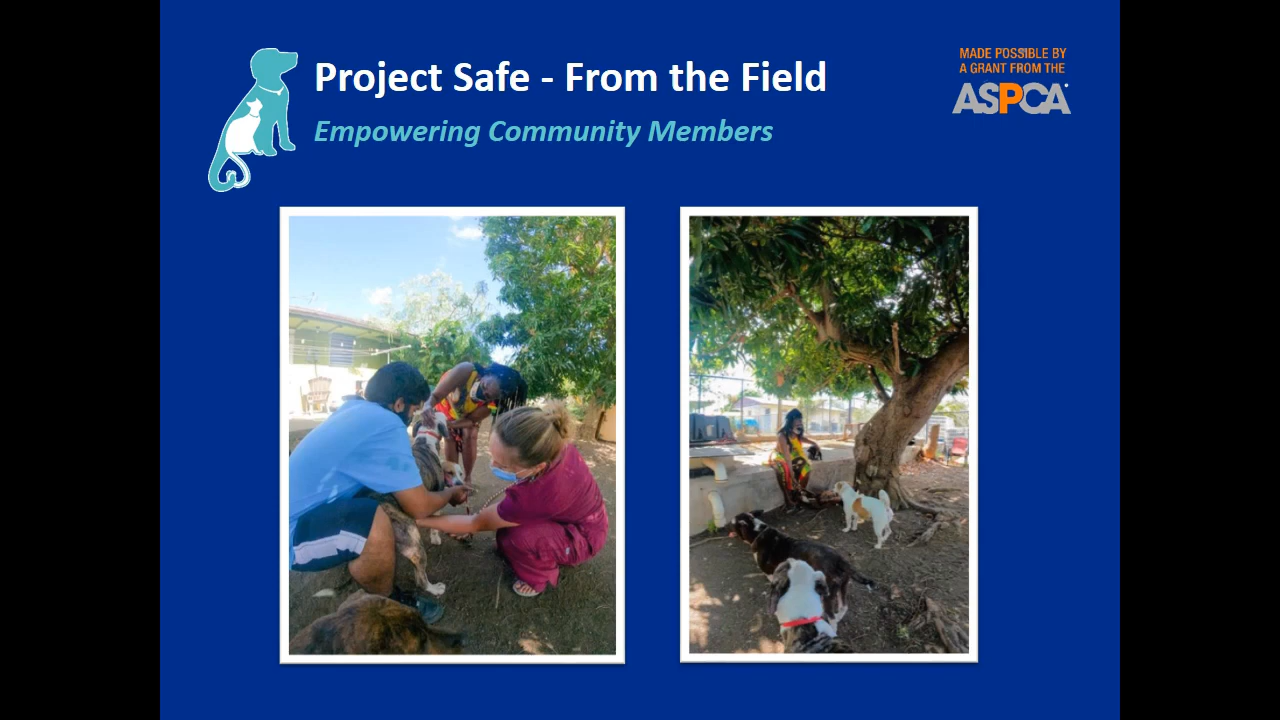 Project Safe - From the Field
Empowering Community Members
MADE POSSIBLE BY
A GRANT FROM THE
ASPCA®